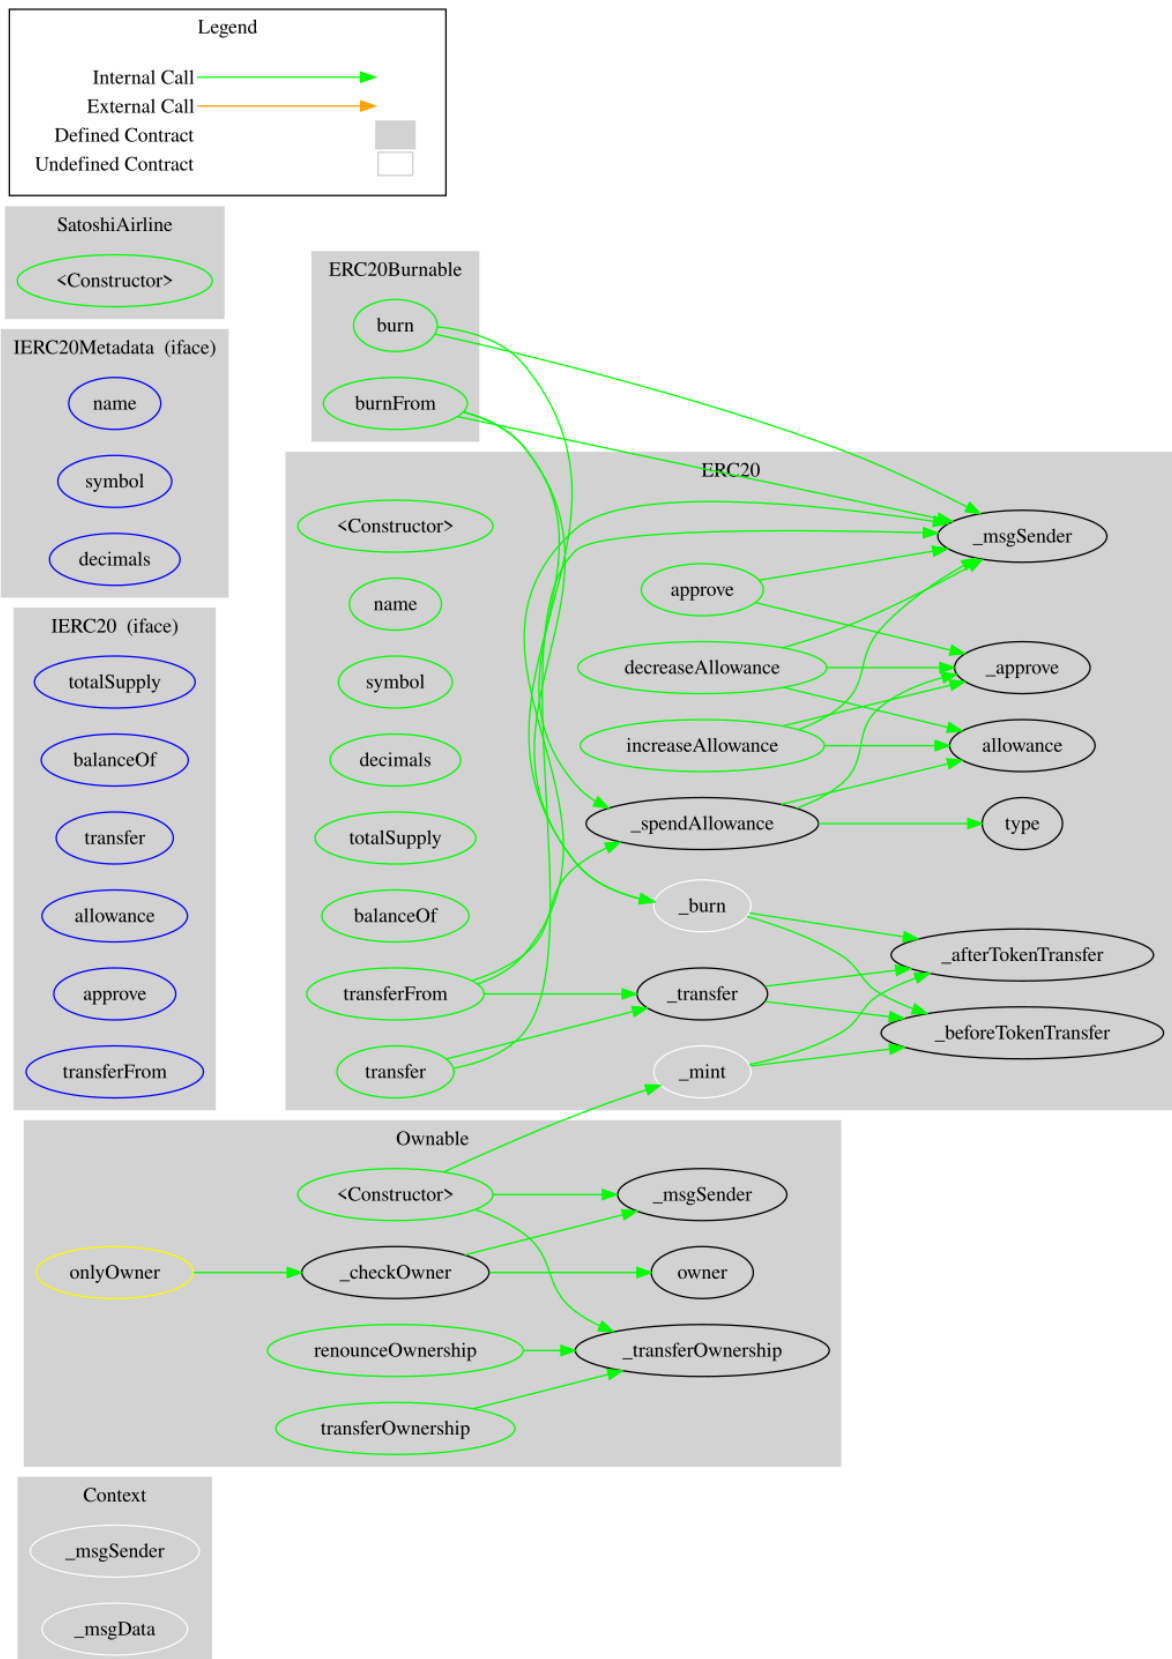 Legend
Internal Call
External Call
Defined Contract
Undefined Contract
SatoshiAirline
<Constructor>
IERC20Metadata (iface)
name
symbol
decimals
IERC20 (iface)
totalSupply
balanceOf
transfer
allowance
approve
transferFrom
ERC20Burnable
burn
burnFrom
ERC20
<Constructor>
name
symbol
decimals
totalSupply
balanceOf
transferFrom
transfer
approve
decreaseAllowance
increaseAllowance
_spendAllowance
_burn
_transfer
_mint
_msgSender
_approve
allowance
type
_afterTokenTransfer
_beforeTokenTransfer
Ownable
onlyOwner
<Constructor>
_checkOwner
renounceOwnership
transferOwnership
_msgSender
owner
_transferOwnership
Context
_msgSender
_msgData